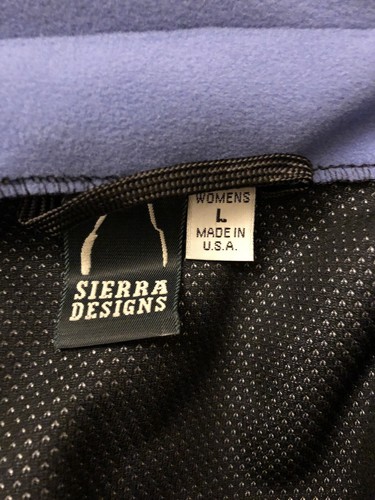 WOMENS
L
MADE IN
U.S.A.
SIERRA
DESIGNS